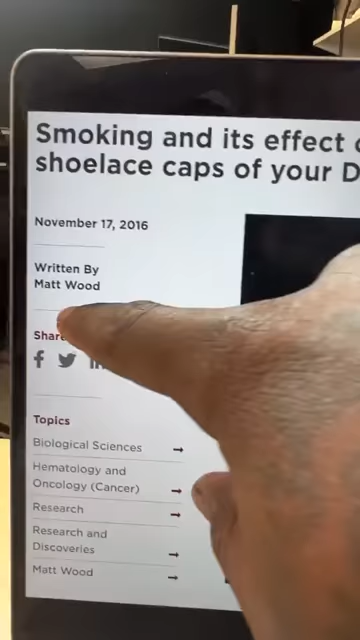 Smoking and its effect
shoelace caps of your
November 17, 2016
Written By
Matt Wood
Share
f
Topics
Biological Sciences →
Hematology and
Oncology (Cancer) →
Research →
Research and
Discoveries →
Matt Wood →